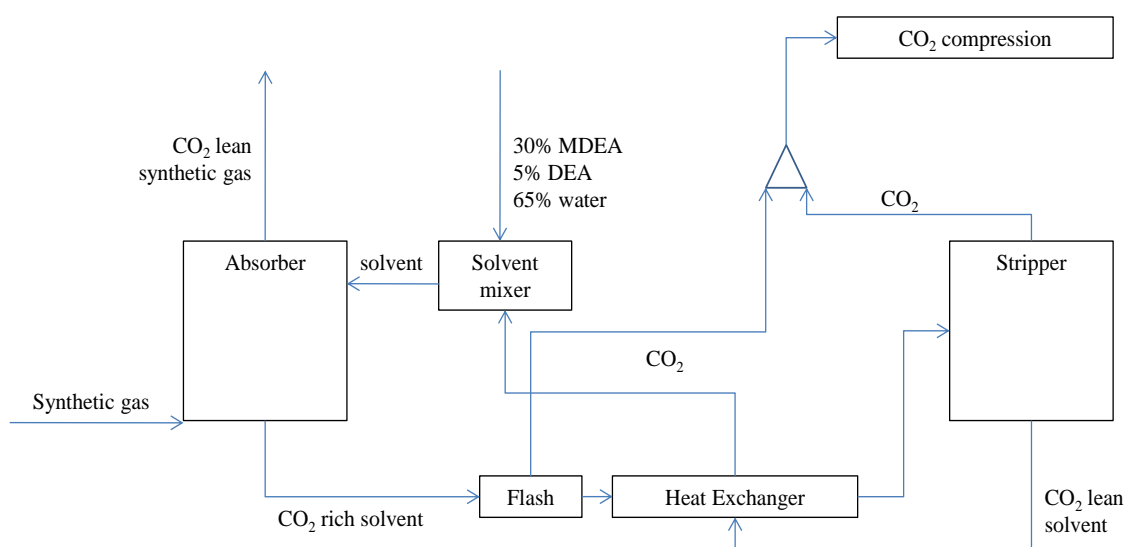 CO₂ compression
CO₂ lean
synthetic gas
30% MDEA
5% DEA
65% water
CO₂
Absorber
solvent
Solvent
mixer
Stripper
CO₂
Synthetic gas
CO₂ rich solvent
Flash
Heat Exchanger
CO₂ lean
solvent